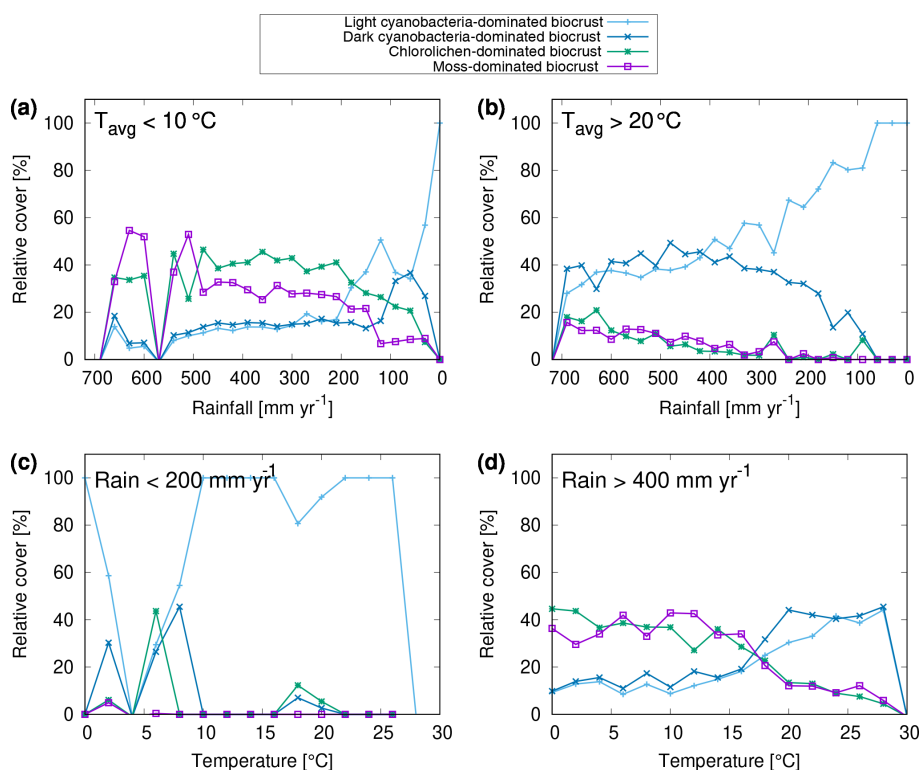 Light cyanobacteria-dominated biocrust
Dark cyanobacteria-dominated biocrust
Chlorolichen-dominated biocrust
Moss-dominated biocrust
(a)
T_avg < 10 °C
100
80
60
40
20
0
Relative cover [%]
700 600 500 400 300 200 100 0
Rainfall [mm yr⁻¹]
(b)
T_avg > 20 °C
100
80
60
40
20
0
Relative cover [%]
700 600 500 400 300 200 100 0
Rainfall [mm yr⁻¹]
(c)
Rain < 200 mm yr⁻¹
100
80
60
40
20
0
Relative cover [%]
0 5 10 15 20 25 30
Temperature [°C]
(d)
Rain > 400 mm yr⁻¹
100
80
60
40
20
0
Relative cover [%]
0 5 10 15 20 25 30
Temperature [°C]